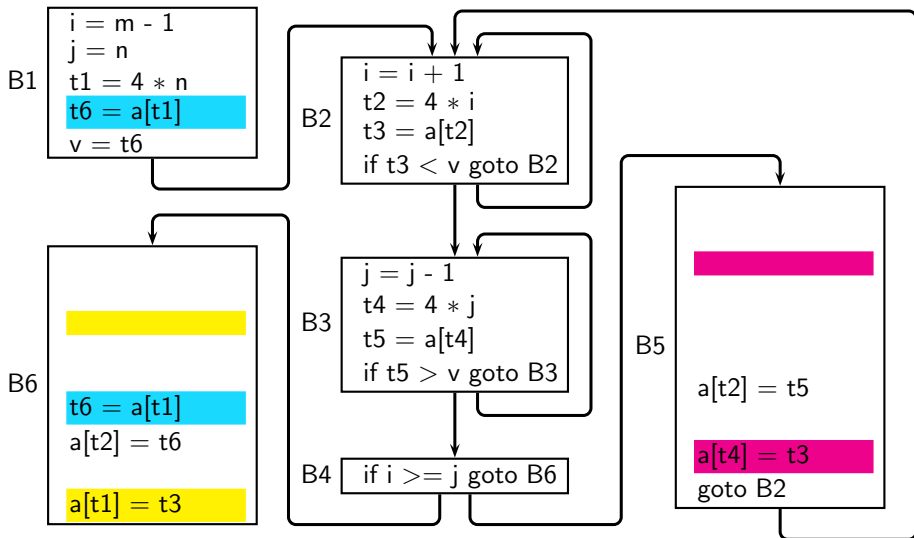 B1
i = m - 1
j = n
t1 = 4 * n
t6 = a[t1]
v = t6
B2
i = i + 1
t2 = 4 * i
t3 = a[t2]
if t3 < v goto B2
B3
j = j - 1
t4 = 4 * j
t5 = a[t4]
if t5 > v goto B3
B4
if i >= j goto B6
B5
a[t2] = t5
a[t4] = t3
goto B2
B6
t6 = a[t1]
a[t2] = t6
a[t1] = t3